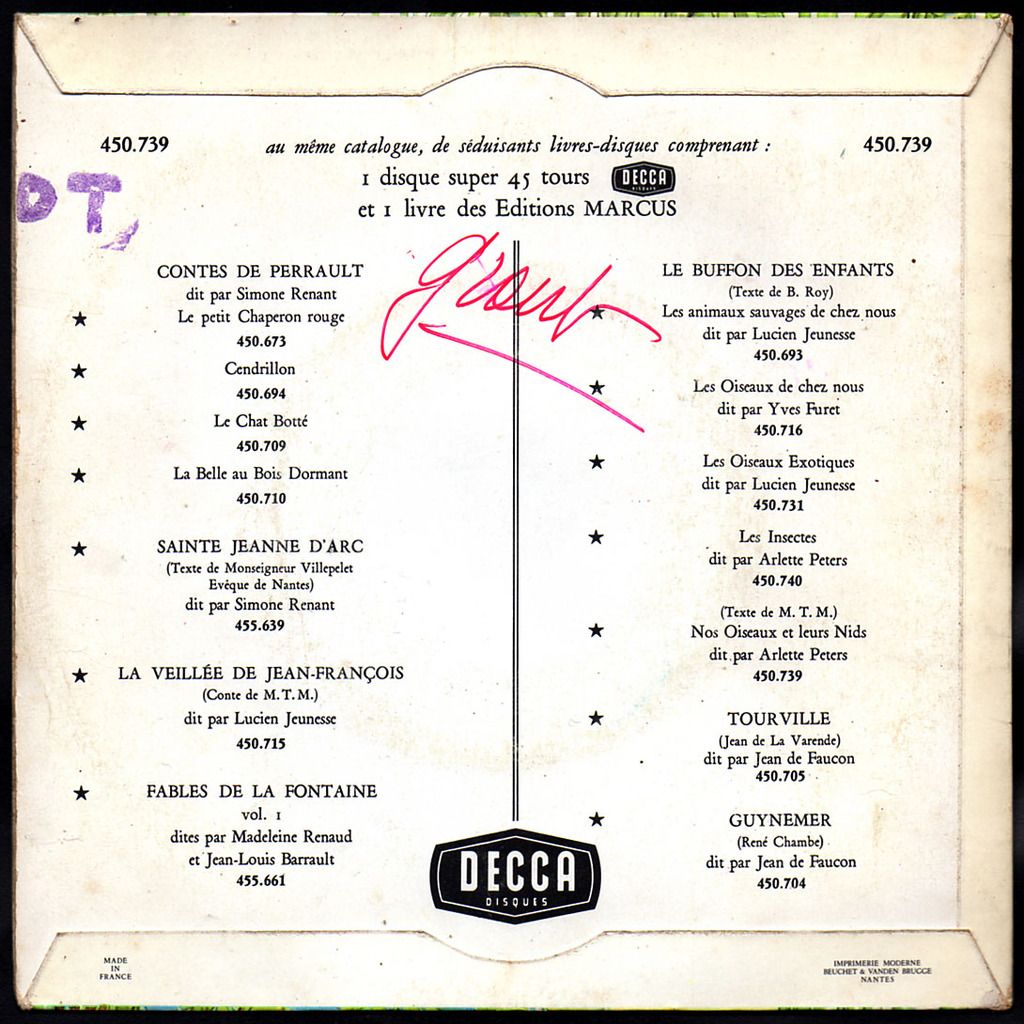 450.739
au même catalogue, de séduisants livres-disques comprenant :
450.739
1 disque super 45 tours
DECCA
DISQUES
et 1 livre des Editions MARCUS
DT
CONTES DE PERRAULT
dit par Simone Renant
★ Le petit Chaperon rouge
450.673
★ Cendrillon
450.694
★ Le Chat Botté
450.709
★ La Belle au Bois Dormant
450.710
★ SAINTE JEANNE D'ARC
(Texte de Monseigneur Villepelet
Evêque de Nantes)
dit par Simone Renant
455.639
★ LA VEILLÉE DE JEAN-FRANÇOIS
(Conte de M.T.M.)
dit par Lucien Jeunesse
450.715
★ FABLES DE LA FONTAINE
vol. 1
dites par Madeleine Renaud
et Jean-Louis Barrault
455.661
LE BUFFON DES ENFANTS
(Texte de B. Roy)
★ Les animaux sauvages de chez nous
dit par Lucien Jeunesse
450.693
★ Les Oiseaux de chez nous
dit par Yves Furet
450.716
★ Les Oiseaux Exotiques
dit par Lucien Jeunesse
450.731
★ Les Insectes
dit par Arlette Peters
450.740
(Texte de M. T. M.)
★ Nos Oiseaux et leurs Nids
dit par Arlette Peters
450.739
★ TOURVILLE
(Jean de La Varende)
dit par Jean de Faucon
450.705
★ GUYNEMER
(René Chambe)
dit par Jean de Faucon
450.704
DECCA
DISQUES
MADE
IN
FRANCE
IMPRIMERIE MODERNE
BEUCHET & VANDEN BRUGGE
NANTES